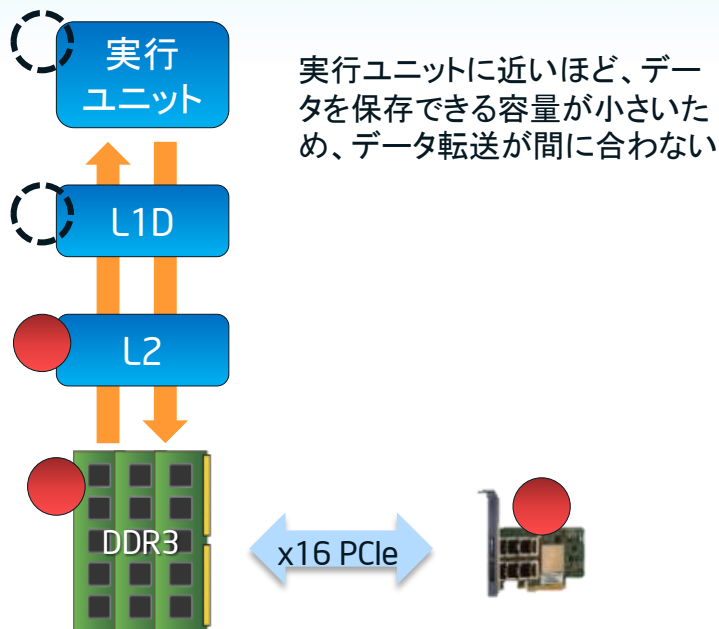 実行
ユニット
実行ユニットに近いほど、デー
タを保存できる容量が小さいた
め、データ転送が間に合わない
L1D
L2
DDR3
x16 PCIe